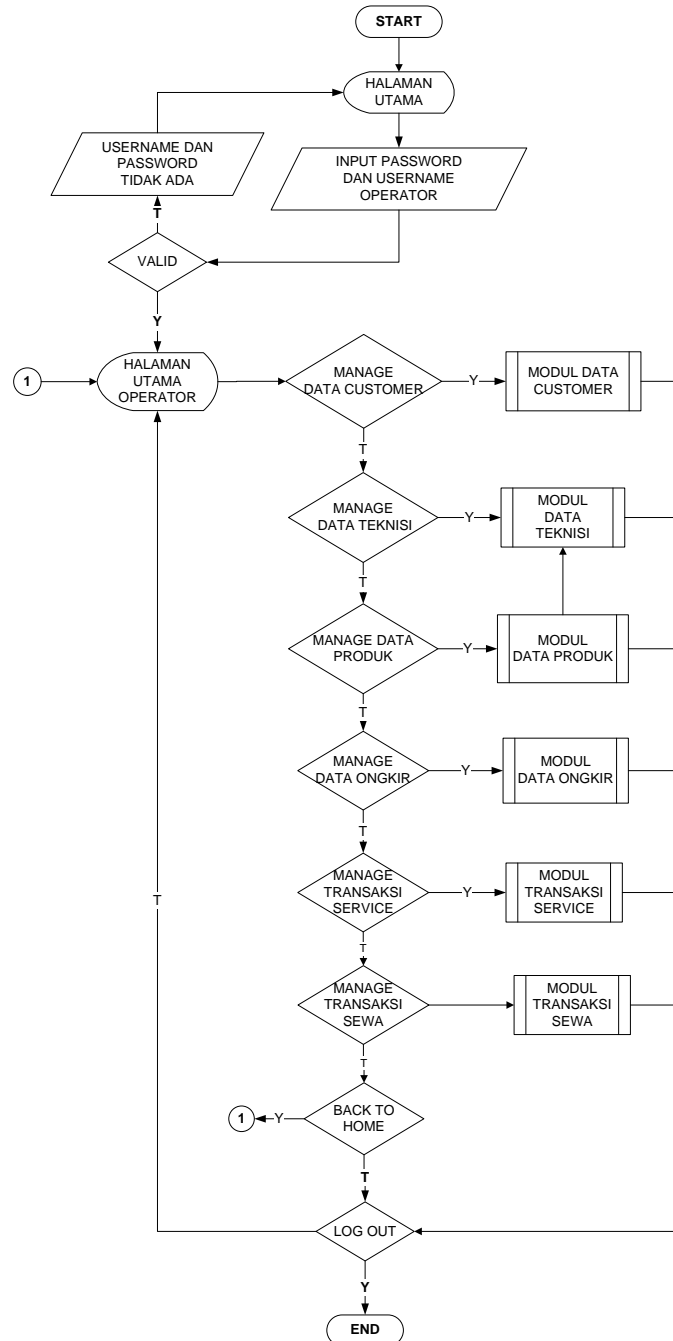 START
HALAMAN
UTAMA
USERNAME DAN
PASSWORD
TIDAK ADA
INPUT PASSWORD
DAN USERNAME
OPERATOR
T
VALID
Y
1
HALAMAN
UTAMA
OPERATOR
MANAGE
DATA CUSTOMER
Y
MODUL DATA
CUSTOMER
T
MANAGE
DATA TEKNISI
Y
MODUL
DATA
TEKNISI
T
MANAGE DATA
PRODUK
Y
MODUL
DATA PRODUK
T
MANAGE
DATA ONGKIR
Y
MODUL
DATA ONGKIR
T
MANAGE
TRANSAKSI
SERVICE
Y
MODUL
TRANSAKSI
SERVICE
T
T
MANAGE
TRANSAKSI
SEWA
MODUL
TRANSAKSI
SEWA
T
1
Y
BACK TO
HOME
T
LOG OUT
Y
END